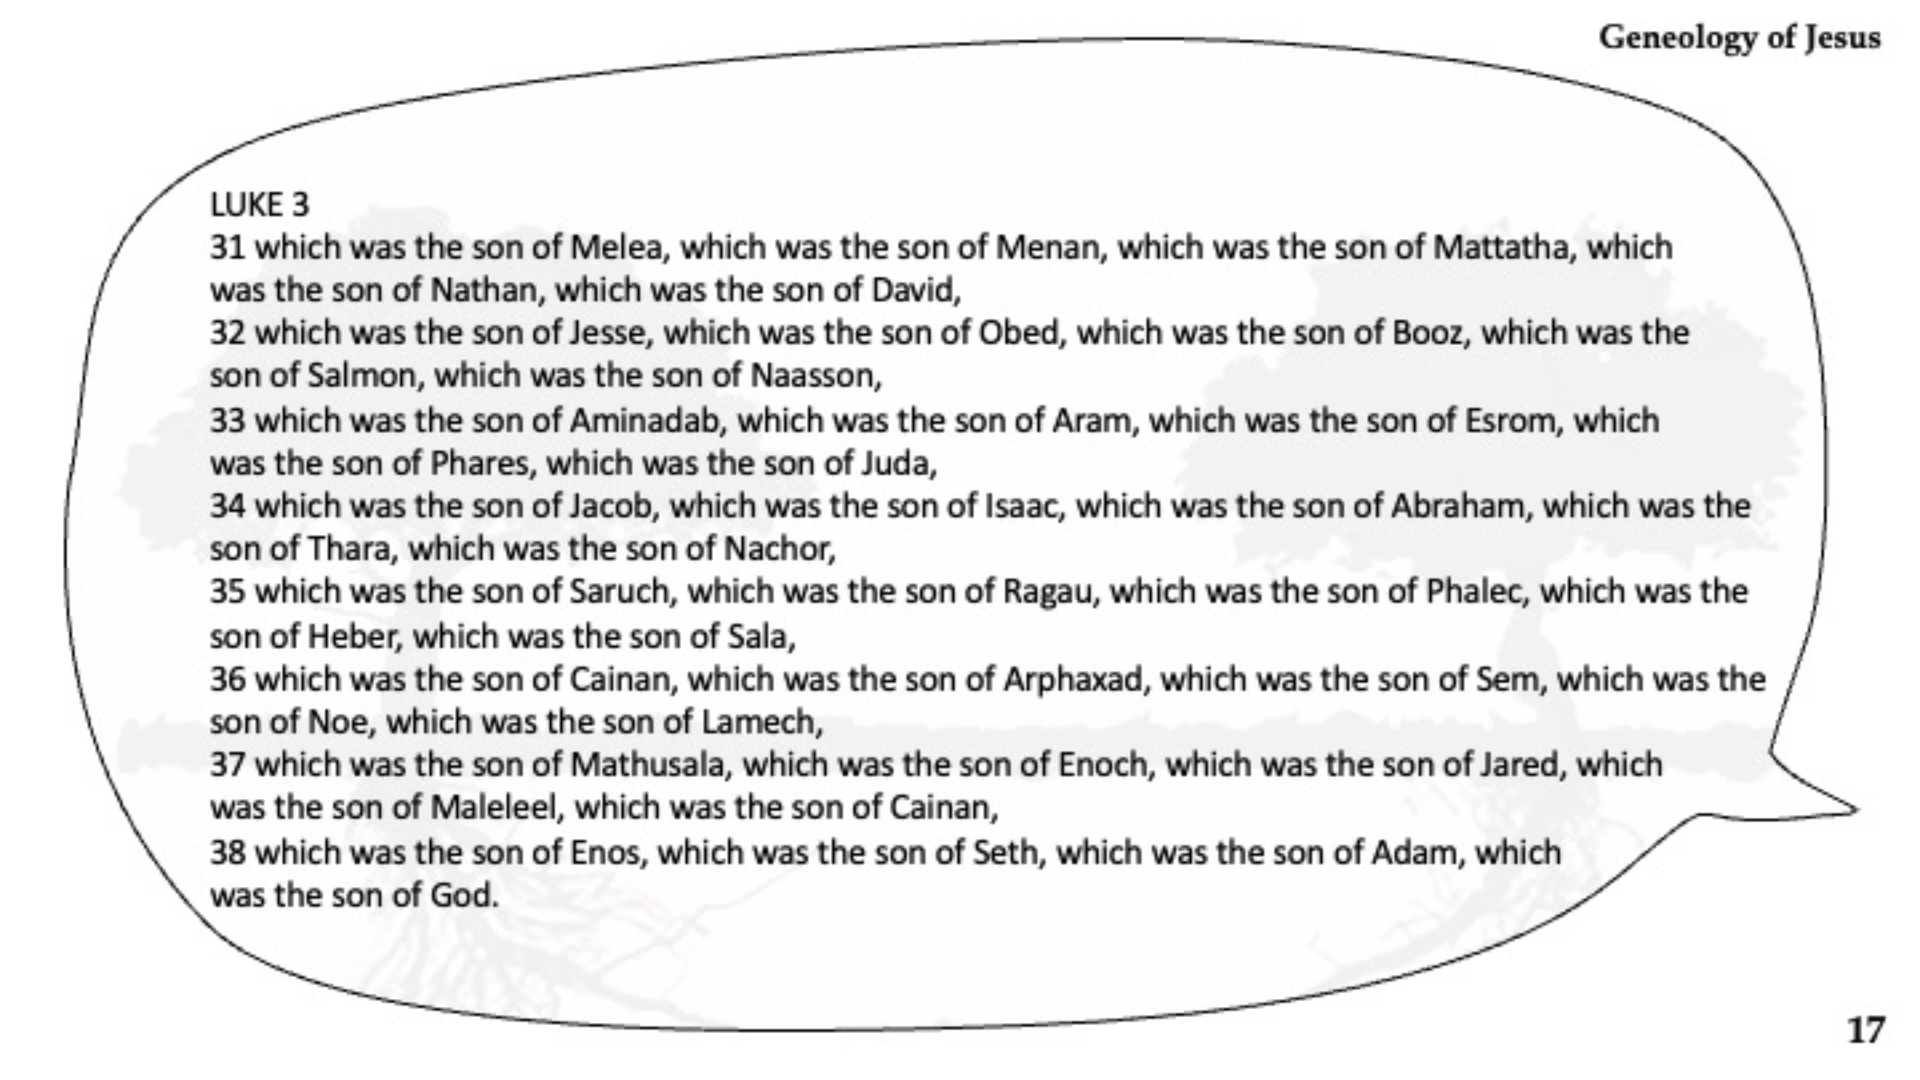 Geneology of Jesus
LUKE 3
31 which was the son of Melea, which was the son of Menan, which was the son of Mattatha, which
was the son of Nathan, which was the son of David,
32 which was the son of Jesse, which was the son of Obed, which was the son of Booz, which was the
son of Salmon, which was the son of Naasson,
33 which was the son of Aminadab, which was the son of Aram, which was the son of Esrom, which
was the son of Phares, which was the son of Juda,
34 which was the son of Jacob, which was the son of Isaac, which was the son of Abraham, which was the
son of Thara, which was the son of Nachor,
35 which was the son of Saruch, which was the son of Ragau, which was the son of Phalec, which was the
son of Heber, which was the son of Sala,
36 which was the son of Cainan, which was the son of Arphaxad, which was the son of Sem, which was the
son of Noe, which was the son of Lamech,
37 which was the son of Mathusala, which was the son of Enoch, which was the son of Jared, which
was the son of Maleleel, which was the son of Cainan,
38 which was the son of Enos, which was the son of Seth, which was the son of Adam, which
was the son of God.
17